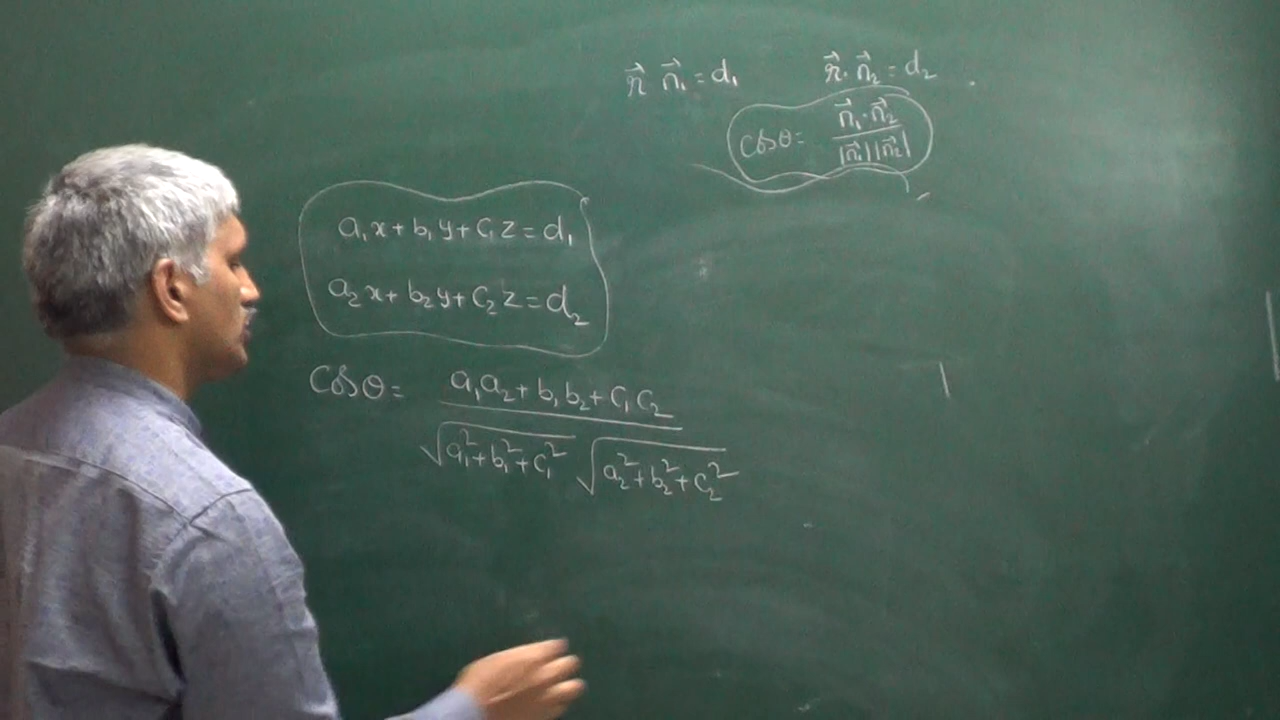 r⃗ n⃗₁ = d₁ r⃗. n⃗₂ = d₂
Cosθ = n⃗₁·n⃗₂ / |n⃗₁||n⃗₂|
a₁x + b₁y + c₁z = d₁
a₂x + b₂y + c₂z = d₂
Cosθ = a₁a₂ + b₁b₂ + c₁c₂ / √a₁² + b₁² + c₁² √a₂² + b₂² + c₂²